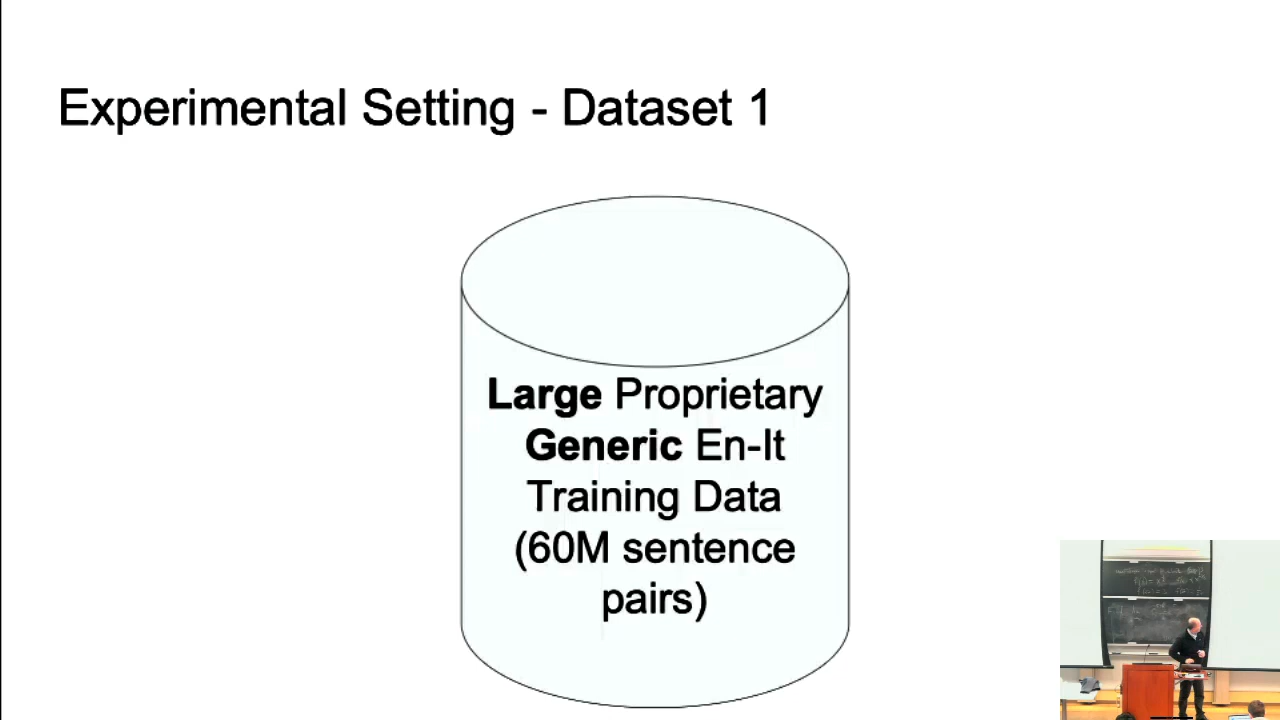 Experimental Setting - Dataset 1
Large Proprietary
Generic En-It
Training Data
(60M sentence
pairs)